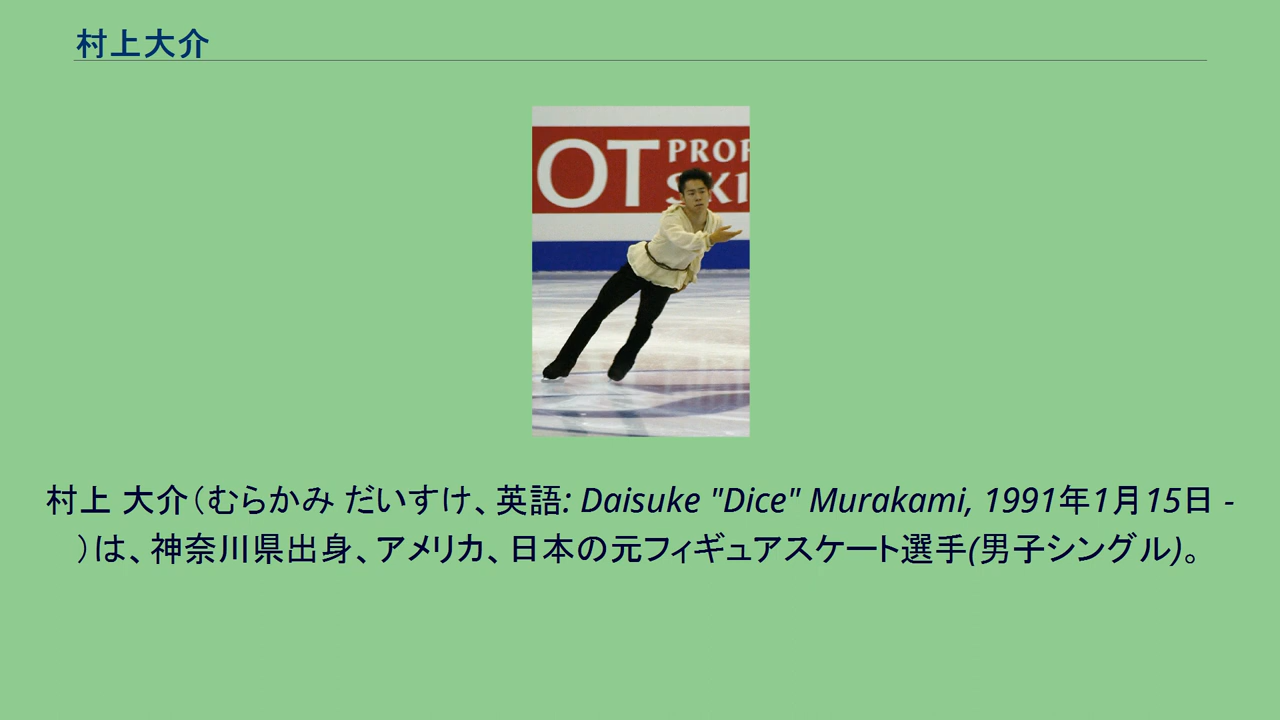 村上大介
OT PROF
SKI
村上 大介（むらかみ だいすけ、英語: Daisuke "Dice" Murakami, 1991年1月15日 -
）は、神奈川県出身、アメリカ、日本の元フィギュアスケート選手(男子シングル)。